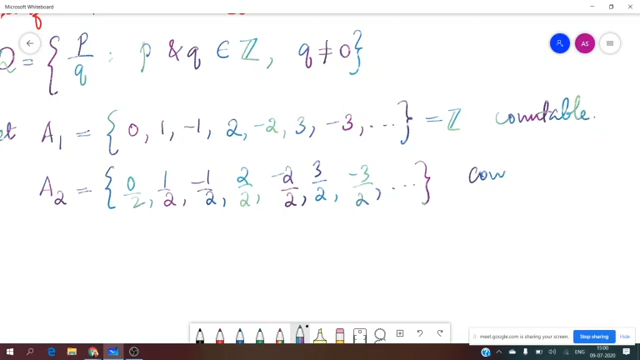 Microsoft Whiteboard
AS
Q = { p/q : p & q ∈ ℤ, q ≠ 0 }
et A₁ = { 0, 1, -1, 2, -2, 3, -3, ... } = ℤ countable.
A₂ = { 0/2, 1/2, -1/2, 2/2, -2/2, 3/2, -3/2, ... } cou
meet.google.com is sharing your screen. Stop sharing Hide
15:00
09-07-2020